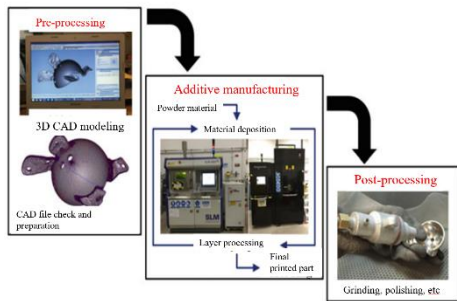 Pre-processing
3D CAD modeling
CAD file check and
preparation
Additive manufacturing
Powder material
Material deposition
SLM
Layer processing
Final
printed part
Post-processing
Grinding, polishing, etc